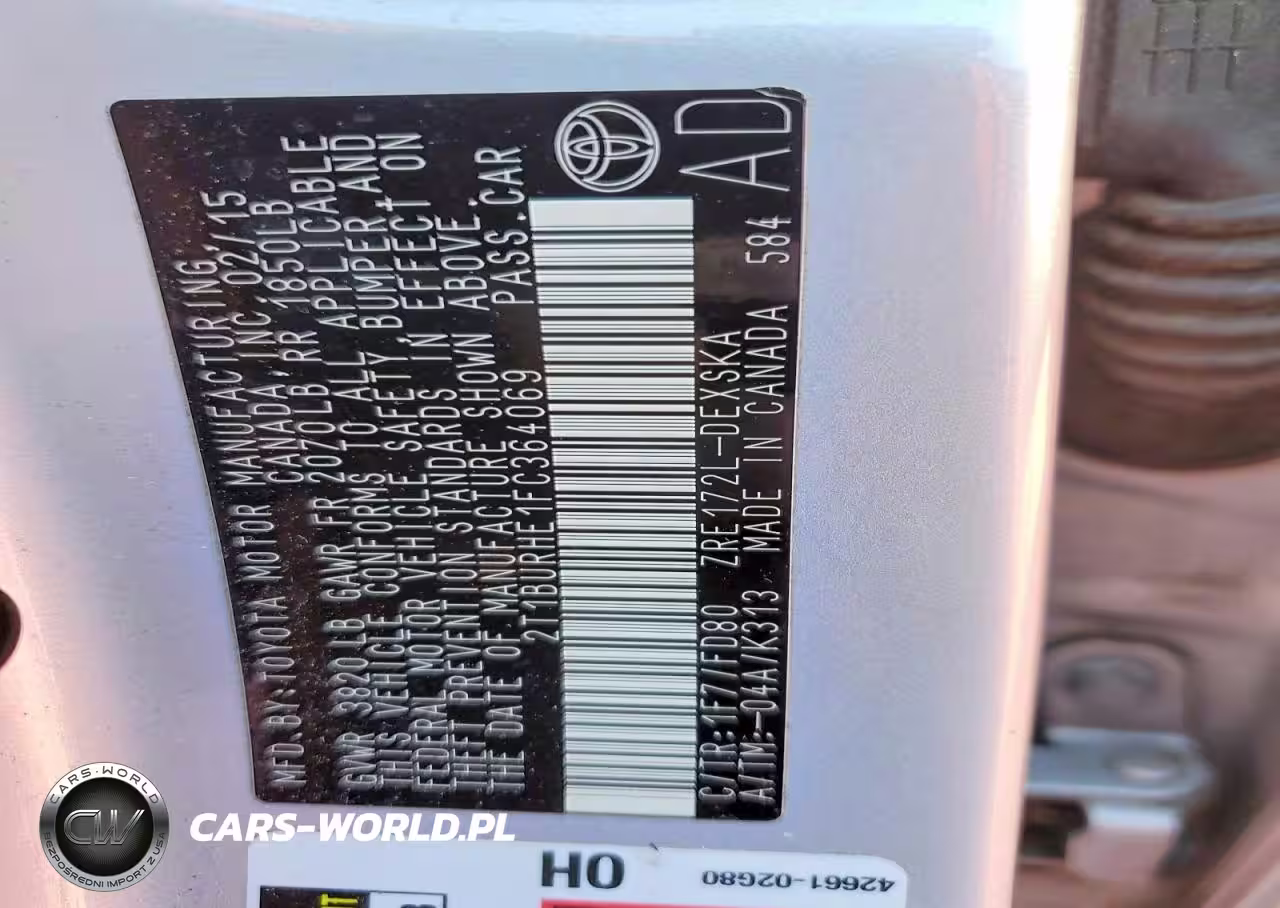 MFD.BY:TOYOTA MOTOR MANUFACTURING,
CANADA,INC.02/15
GVWR 3820LB GAWR FR 2070LB RR 1850LB
THIS VEHICLE CONFORMS TO ALL APPLICABLE
FEDERAL MOTOR VEHICLE SAFETY,BUMPER,AND
THEFT PREVENTION STANDARDS IN EFFECT ON
THE DATE OF MANUFACTURE SHOWN ABOVE.
2T1BURHE1FC364069 PASS.CAR
C/TR:1F7/FD80 ZRE172L-DEXSKA
A/TM:-04A/K313 MADE IN CANADA 584
AD
CARS-WORLD
CW
BEZPOŚREDNI IMPORT Z USA
CARS-WORLD.PL
42661-02G80
HO